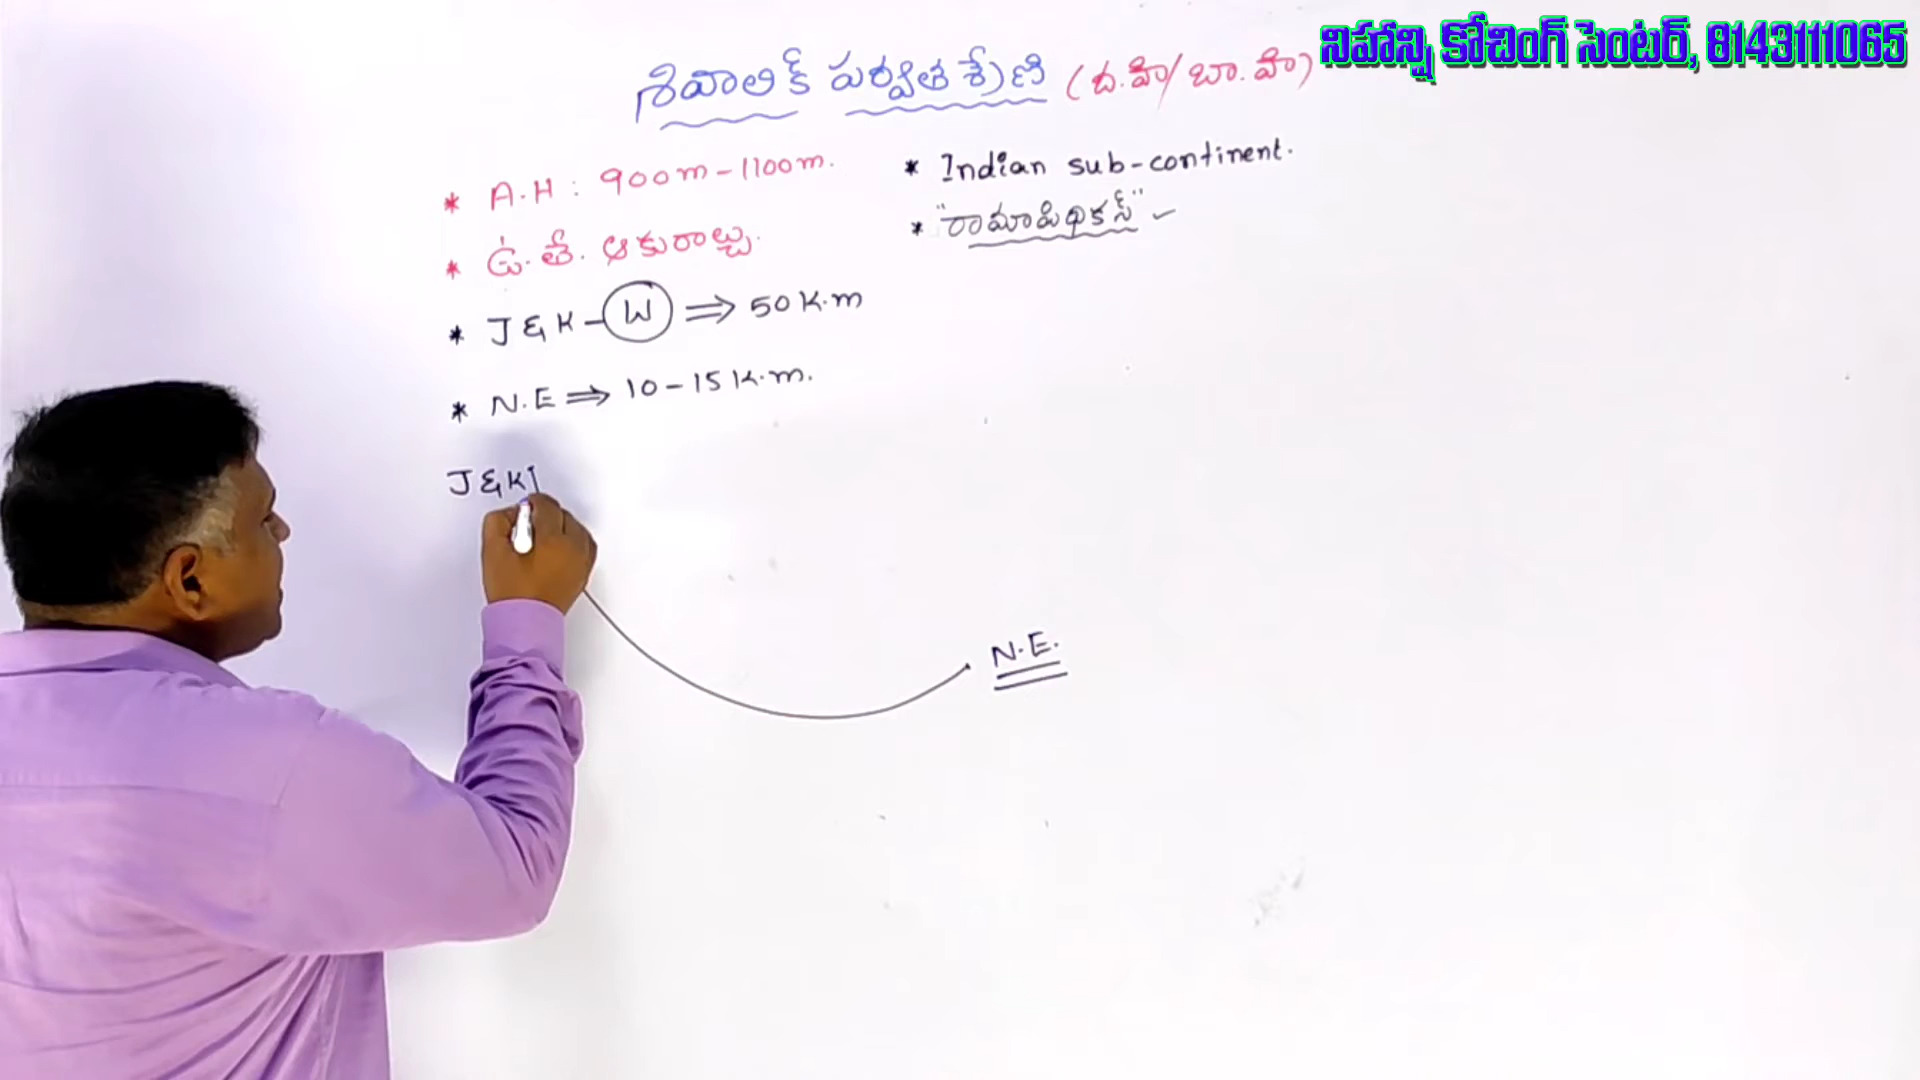 నిహాన్షి కోచింగ్ సెంటర్, 8143111065
శివాలిక్ పర్వత శ్రేణి (ద.హి/బా.హి)
* A.H : 900m - 1100m.
* ఉ.తే. ఆకురాల్చు.
* J & K - W ⇒ 50 K.m
* N.E ⇒ 10 - 15 K.m.
* Indian sub-continent.
* "రామాపిథికస్" ✓
J & K
N.E.